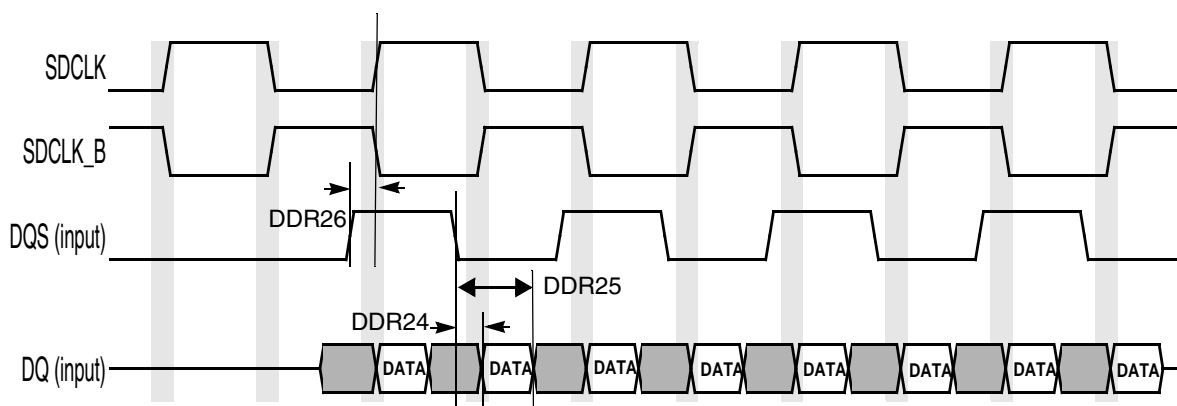 SDCLK
SDCLK_B
DDR26
DQS (input)
DDR25
DDR24
DQ (input)
DATA DATA DATA DATA DATA DATA DATA DATA